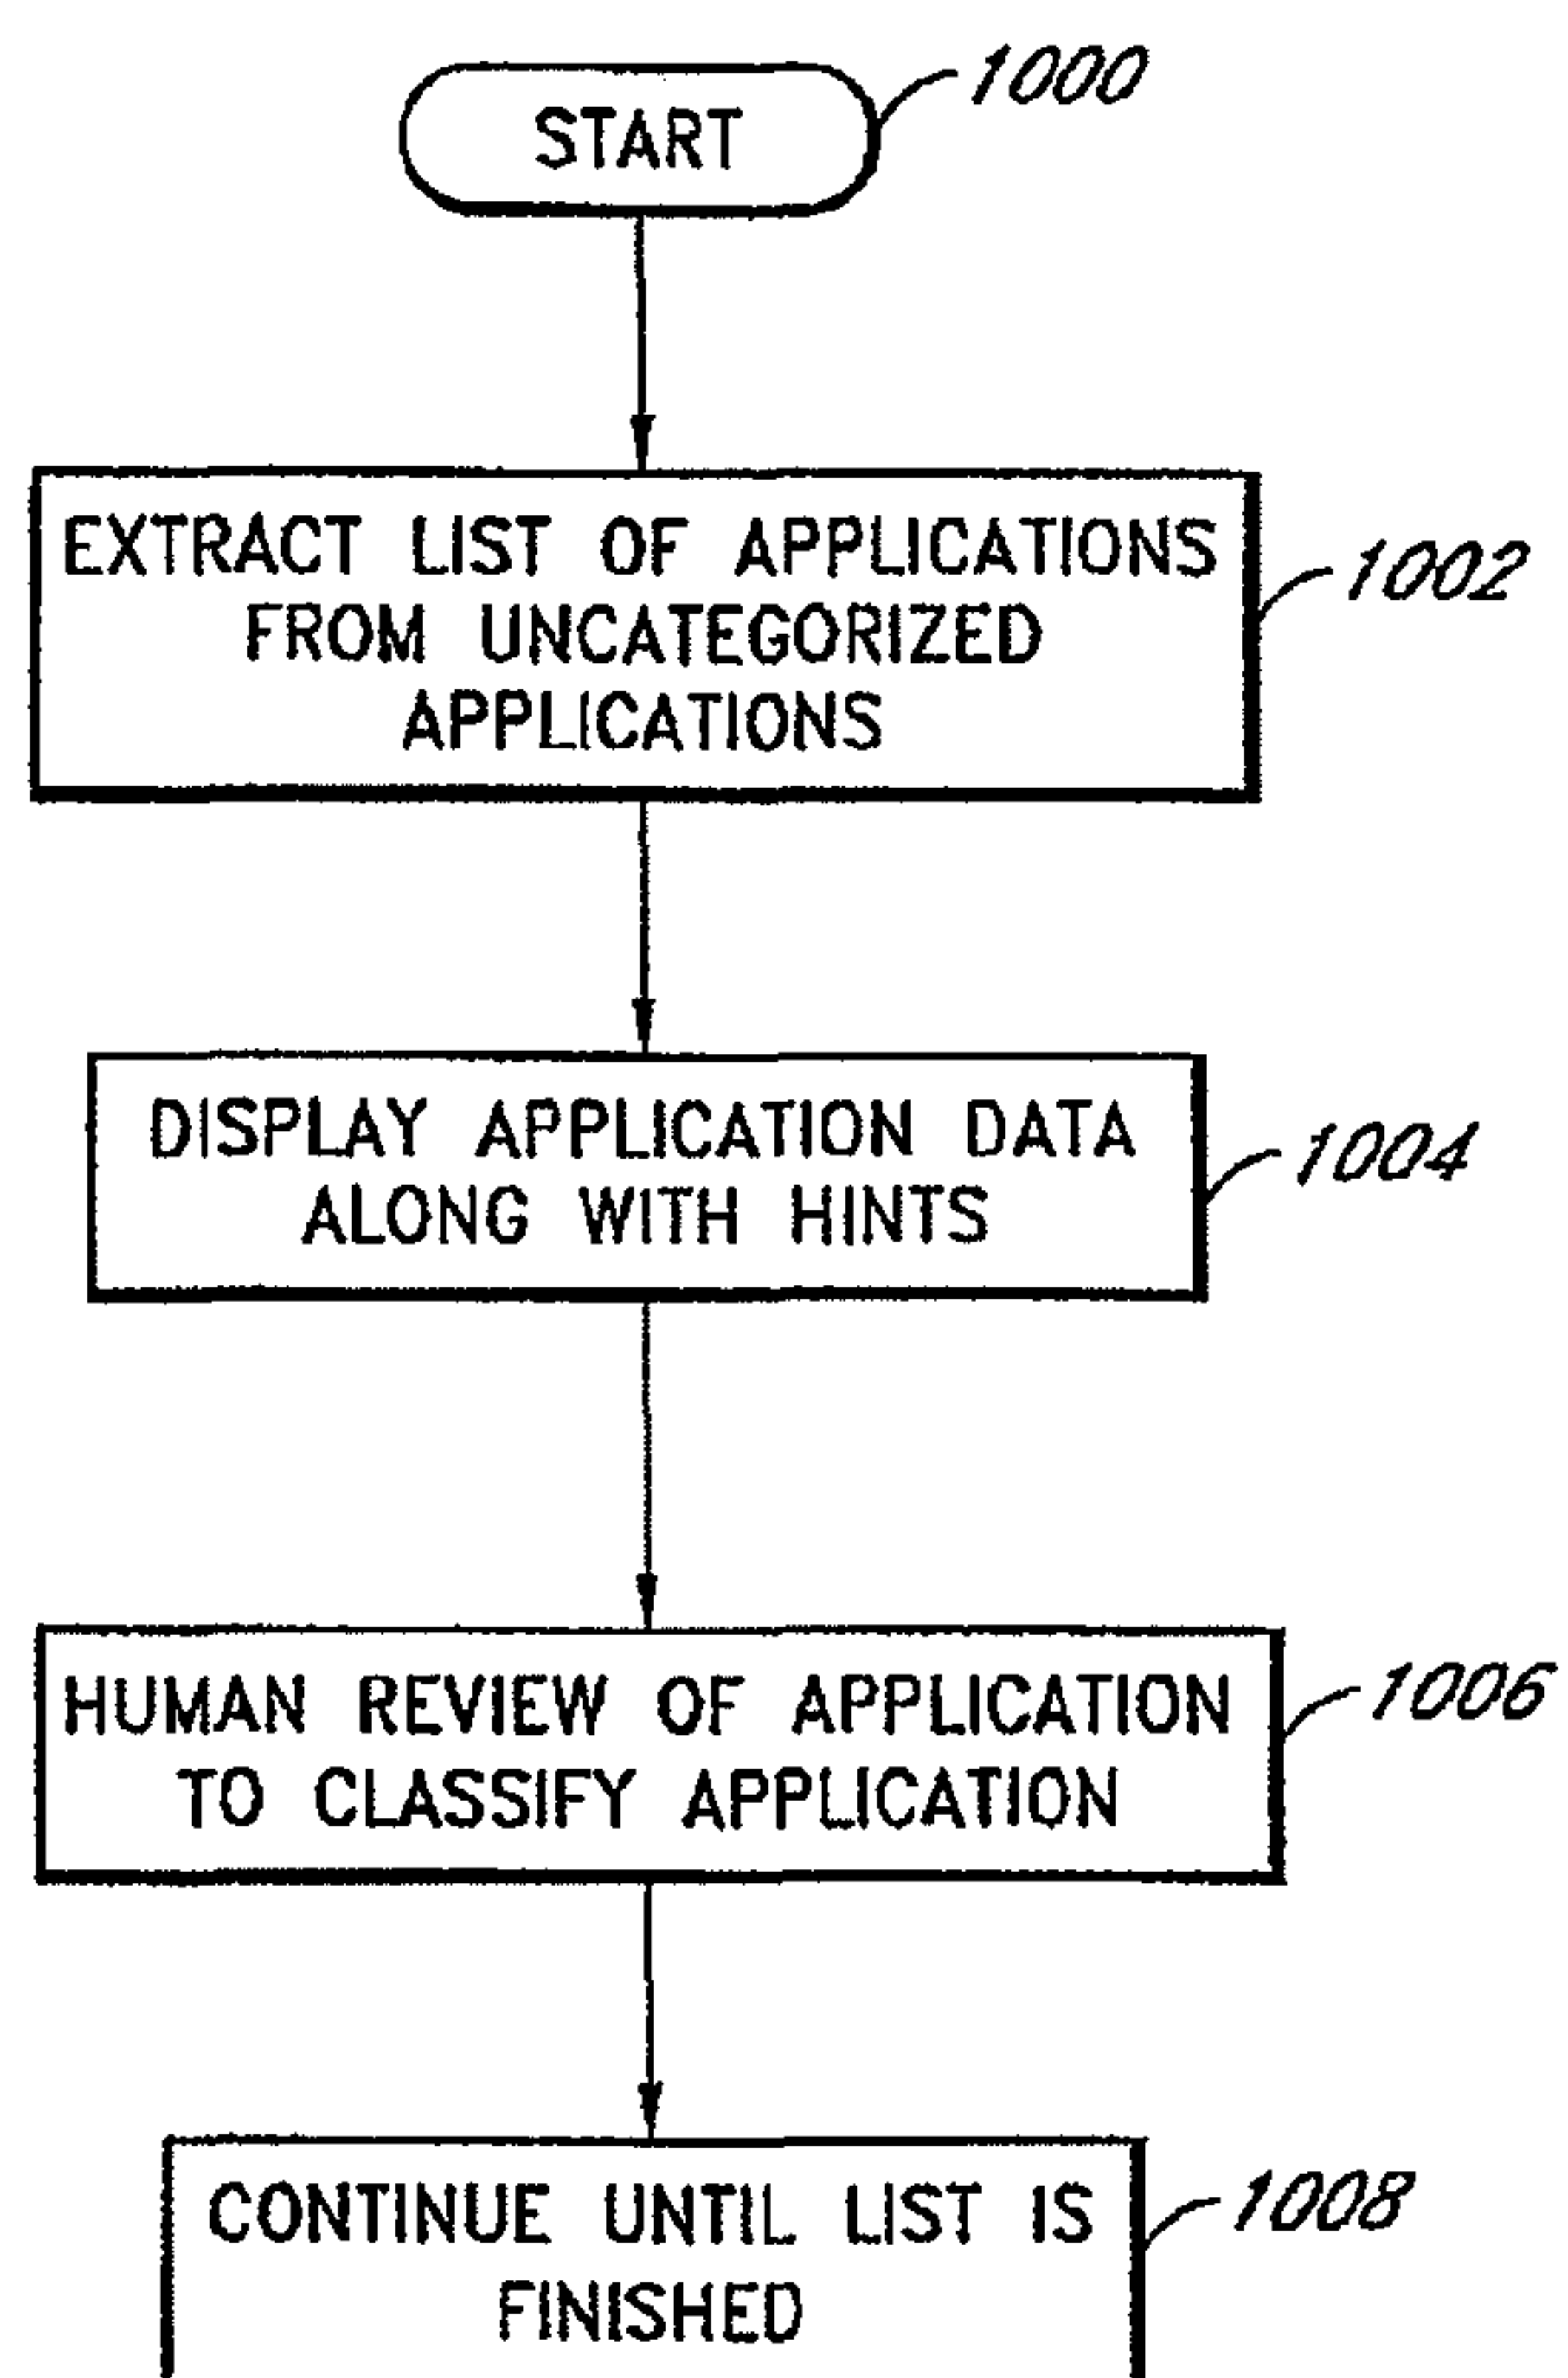 START
1000
EXTRACT LIST OF APPLICATIONS
FROM UNCATEGORIZED
APPLICATIONS
1002
DISPLAY APPLICATION DATA
ALONG WITH HINTS
1004
HUMAN REVIEW OF APPLICATION
TO CLASSIFY APPLICATION
1006
CONTINUE UNTIL LIST IS
FINISHED
1008